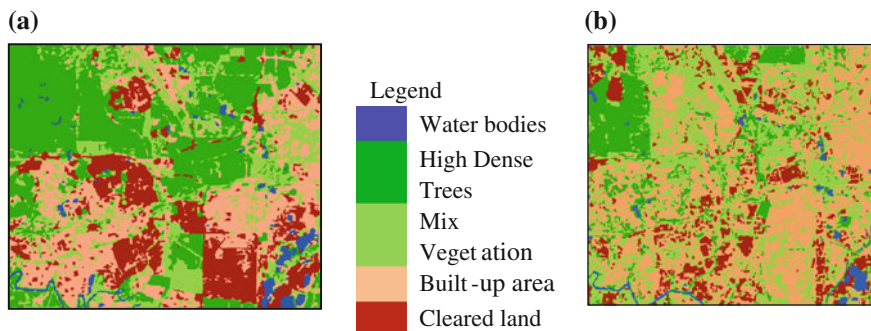 (a)
(b)
Legend
Water bodies
High Dense
Trees
Mix
Veget ation
Built-up area
Cleared land